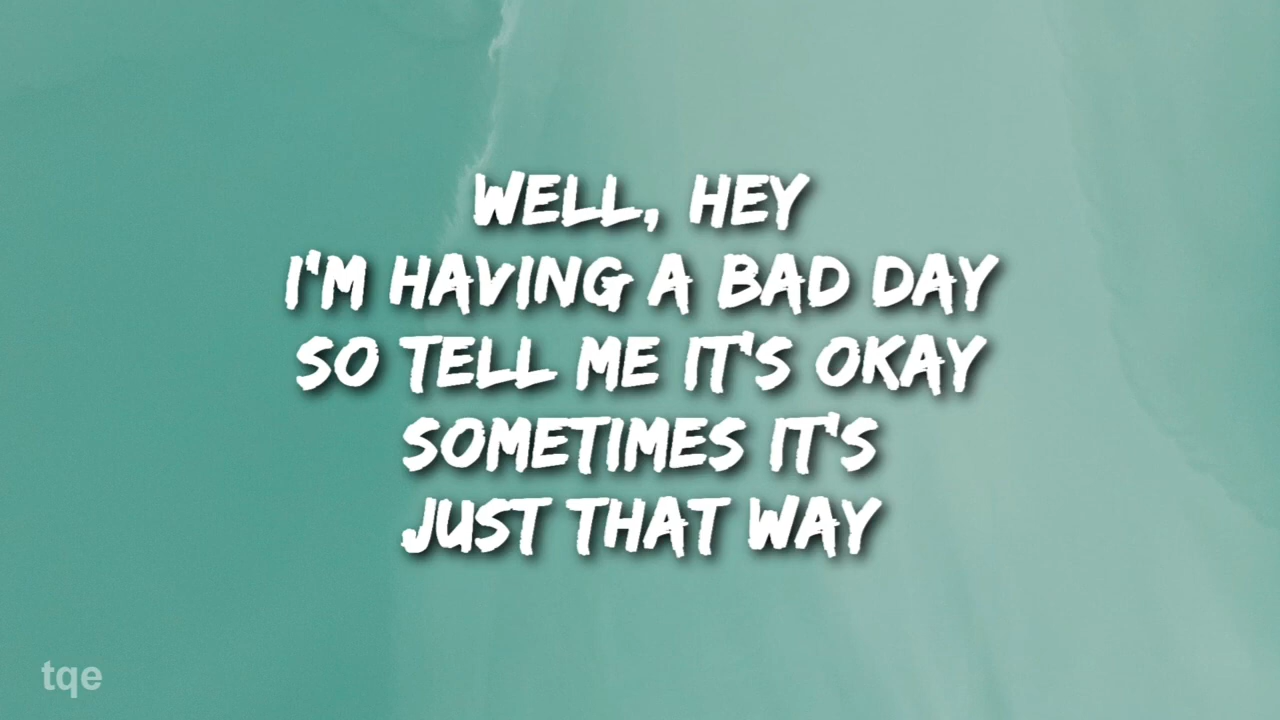 WELL, HEY
I'M HAVING A BAD DAY
SO TELL ME IT'S OKAY
SOMETIMES IT'S
JUST THAT WAY
tqe